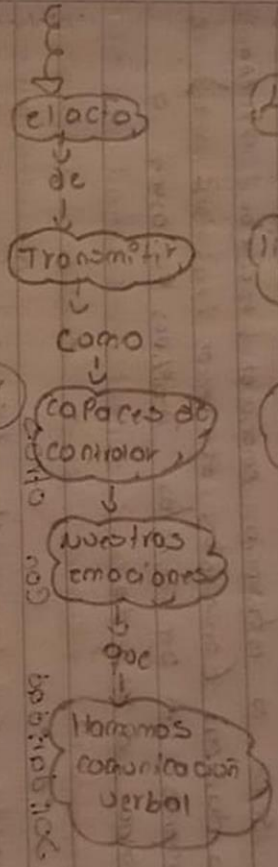 el acto
de
Transmitir
como
capaces de
controlar
Nuestras
emociones
que
Llamamos
comunicación
verbal